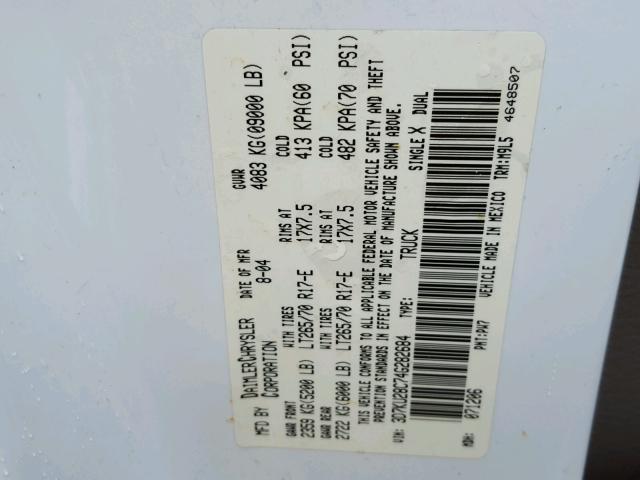 MFD BY DAIMLERCHRYSLER CORPORATION DATE OF MFR 8-04 GVWR 4083 KG(09000 LB)
GAWR FRONT WITH TIRES RIMS AT COLD
2359 KG(5200 LB) LT265/70 R17-E 17X7.5 413 KPA(60 PSI)
GAWR REAR WITH TIRES RIMS AT COLD
2722 KG(6000 LB) LT265/70 R17-E 17X7.5 482 KPA(70 PSI)
THIS VEHICLE CONFORMS TO ALL APPLICABLE FEDERAL MOTOR VEHICLE SAFETY AND THEFT
PREVENTION STANDARDS IN EFFECT ON THE DATE OF MANUFACTURE SHOWN ABOVE.
VIN: 3D7KU28C74G282684 TYPE: TRUCK SINGLE X DUAL
MDH: 071206 PNT:PW7 VEHICLE MADE IN MEXICO TRM:M9L5 4648507